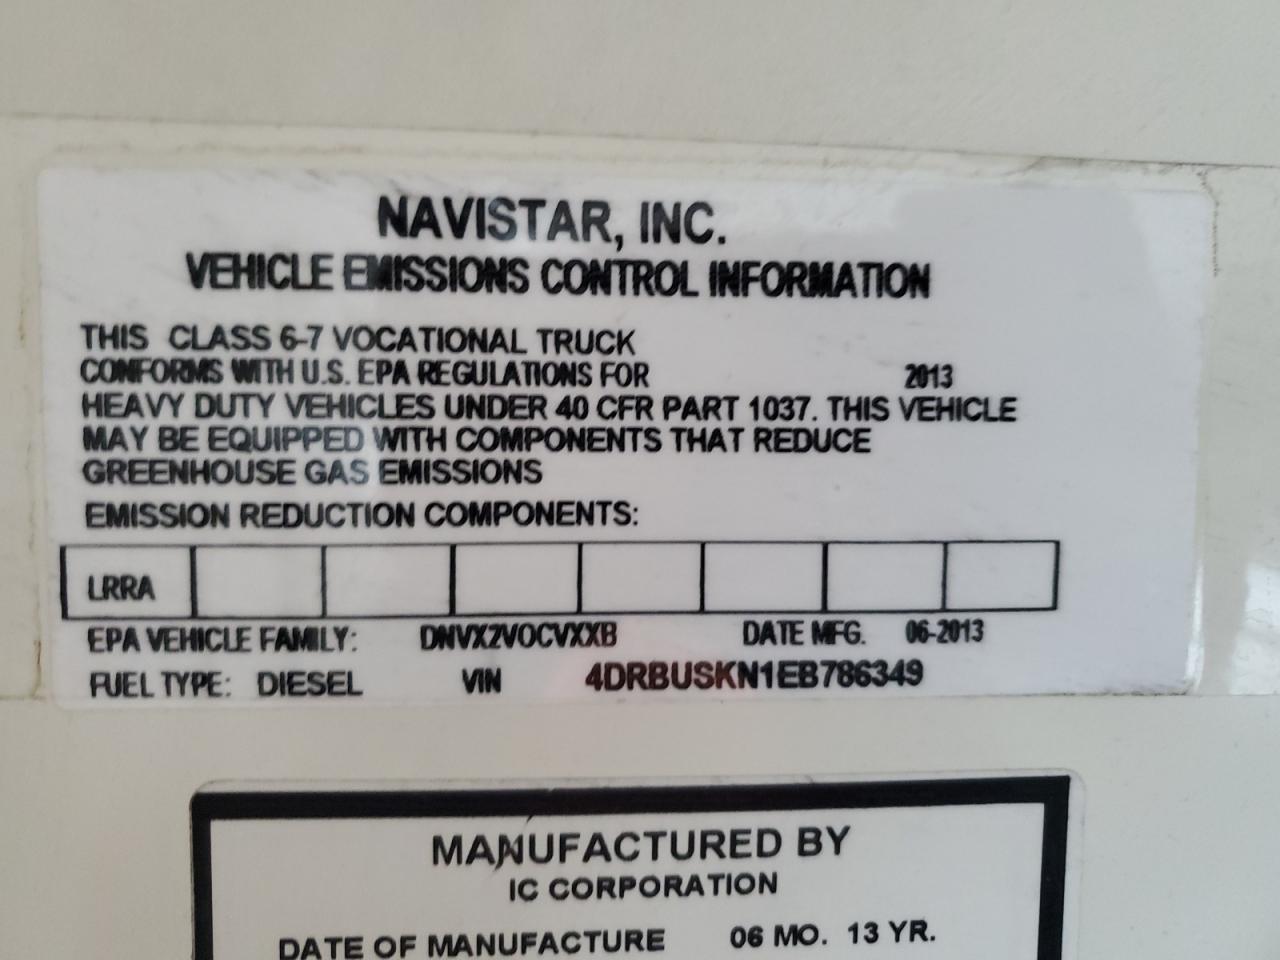 NAVISTAR, INC.
VEHICLE EMISSIONS CONTROL INFORMATION
THIS CLASS 6-7 VOCATIONAL TRUCK
CONFORMS WITH U.S. EPA REGULATIONS FOR 2013
HEAVY DUTY VEHICLES UNDER 40 CFR PART 1037. THIS VEHICLE
MAY BE EQUIPPED WITH COMPONENTS THAT REDUCE
GREENHOUSE GAS EMISSIONS
EMISSION REDUCTION COMPONENTS:
LRRA
EPA VEHICLE FAMILY: DNVX2VOCVXXB DATE MFG. 06-2013
FUEL TYPE: DIESEL VIN 4DRBUSKN1EB786349
MANUFACTURED BY
IC CORPORATION
DATE OF MANUFACTURE 06 MO. 13 YR.